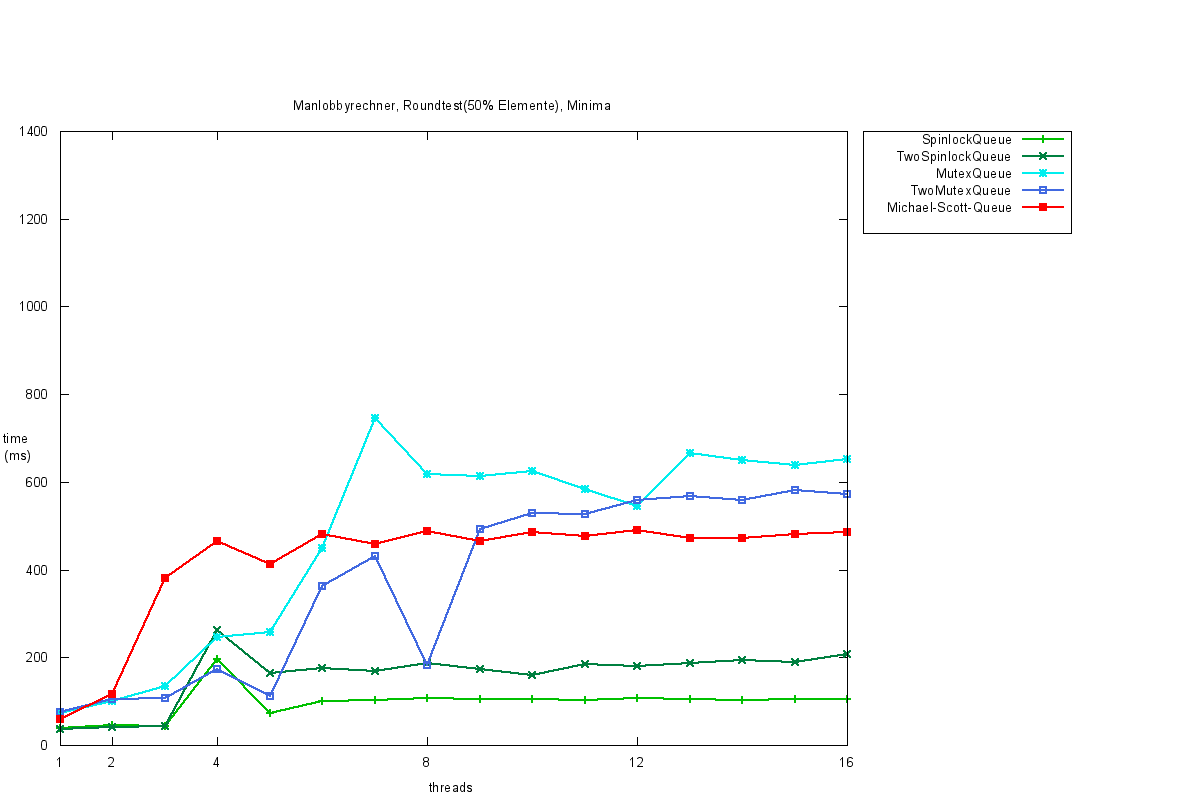 Manlobbyrechner, Roundtest(50% Elemente), Minima
1400
1200
1000
800
600
400
200
0
time
(ms)
1 2 4 8 12 16
threads
SpinlockQueue
TwoSpinlockQueue
MutexQueue
TwoMutexQueue
Michael-Scott-Queue